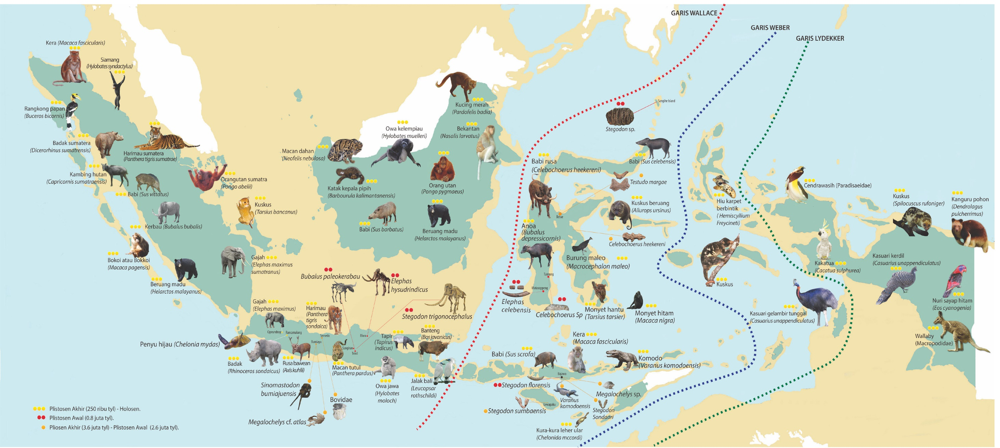 GARIS WALLACE
GARIS WEBER
GARIS LYDEKKER
Kera (Macaca fascicularis)
Siamang
(Hylobates syndactylus)
Rangkong papan
(Buceros bicornis)
Badak sumatera
(Dicerorhinus sumatrensis)
Harimau sumatera
(Panthera tigris sumatrae)
Kambing hutan
(Capricornis sumatraensis)
Babi (Sus vittatus)
Orangutan sumatra
(Pongo abelii)
Kuskus
(Tarsius bancanus)
Kerbau (Bubalus bubalis)
Bokoi atau Bokkoi
(Macaca pagensis)
Beruang madu
(Helarctos malayanus)
Gajah
(Elephas maximus
sumatranus)
Kucing merah
(Pardofelis badia)
Owa kelempiau
(Hylobates muelleri)
Bekantan
(Nasalis larvatus)
Macan dahan
(Neofelis nebulosa)
Katak kepala pipih
(Barbourula kalimantanensis)
Orang utan
(Pongo pygmaeus)
Babi (Sus barbatus)
Beruang madu
(Helarctos malayanus)
Bubalus paleokerabau
Elephas
hysudrindicus
Stegodon trigonocephalus
Gajah
(Elephas maximus)
Harimau
(Panthera
tigris
sondaica)
Cipeundeuy
Rancamalang
Semedo
Bumiayu
Sangiran
Trinil
Blora
Tapir
(Tapirus
indicus)
Banteng
(Bos javanicus)
Penyu hijau (Chelonia mydas)
Badak
(Rhinoceros sondaicus)
Rusa bawean
(Axis kuhlii)
Macan tutul
(Panthera pardus)
Owa jawa
(Hylobates
moloch)
Jalak bali
(Leucopsar
rothschildi)
Sinomastodon
bumiajuensis
Bovidae
Megalochelys cf. atlas
Sangihe Island
Stegodon sp.
Babi rusa
(Celebochoerus heekereni)
Babi (Sus celebensis)
Testudo margae
Betue
Kuskus beruang
(Ailurops ursinus)
Anoa
(Bubalus
depressicornis)
Celebochoerus heekereni
Burung maleo
(Macrocephalon maleo)
Tanrung
Watasoppeng
Elephas
celebensis
Celebochoerus Sp
Monyet hantu
(Tarsius tarsier)
Monyet hitam
(Macaca nigra)
Kera
(Macaca fascicularis)
Babi (Sus scrofa)
Komodo
(Varanus komodoensis)
Bajawa
Stegodon florensis
Megalochelys sp.
Varanus
komodoensis
Stegodon
Sondaari
Lewapaku
Stegodon sumbaensis
Kura-kura leher ular
(Chelonida mccordi)
Hiu karpet
berbintik
( Hemiscyllium
Freycineti)
Kuskus
Cendrawasih (Paradisaeidae)
Kakatua
(Cacatua sulphurea)
Kuskus
(Spilocuscus rufoniger)
Kanguru pohon
(Dendrolagus
pulcherrimus)
Kasuari kerdil
(Casuarius unappendiculatus)
Nuri sayap hitam
(Eos cyanogenia)
Kasuari gelambir tunggal
(Casuarius unappendiculatus)
Wallaby
(Macropodidae)
Plistosen Akhir (250 ribu tyl) - Holosen.
Plistosen Awal (0.8 juta tyl).
Pliosen Akhir (3.6 juta tyl) - Plistosen Awal (2.6 juta tyl).